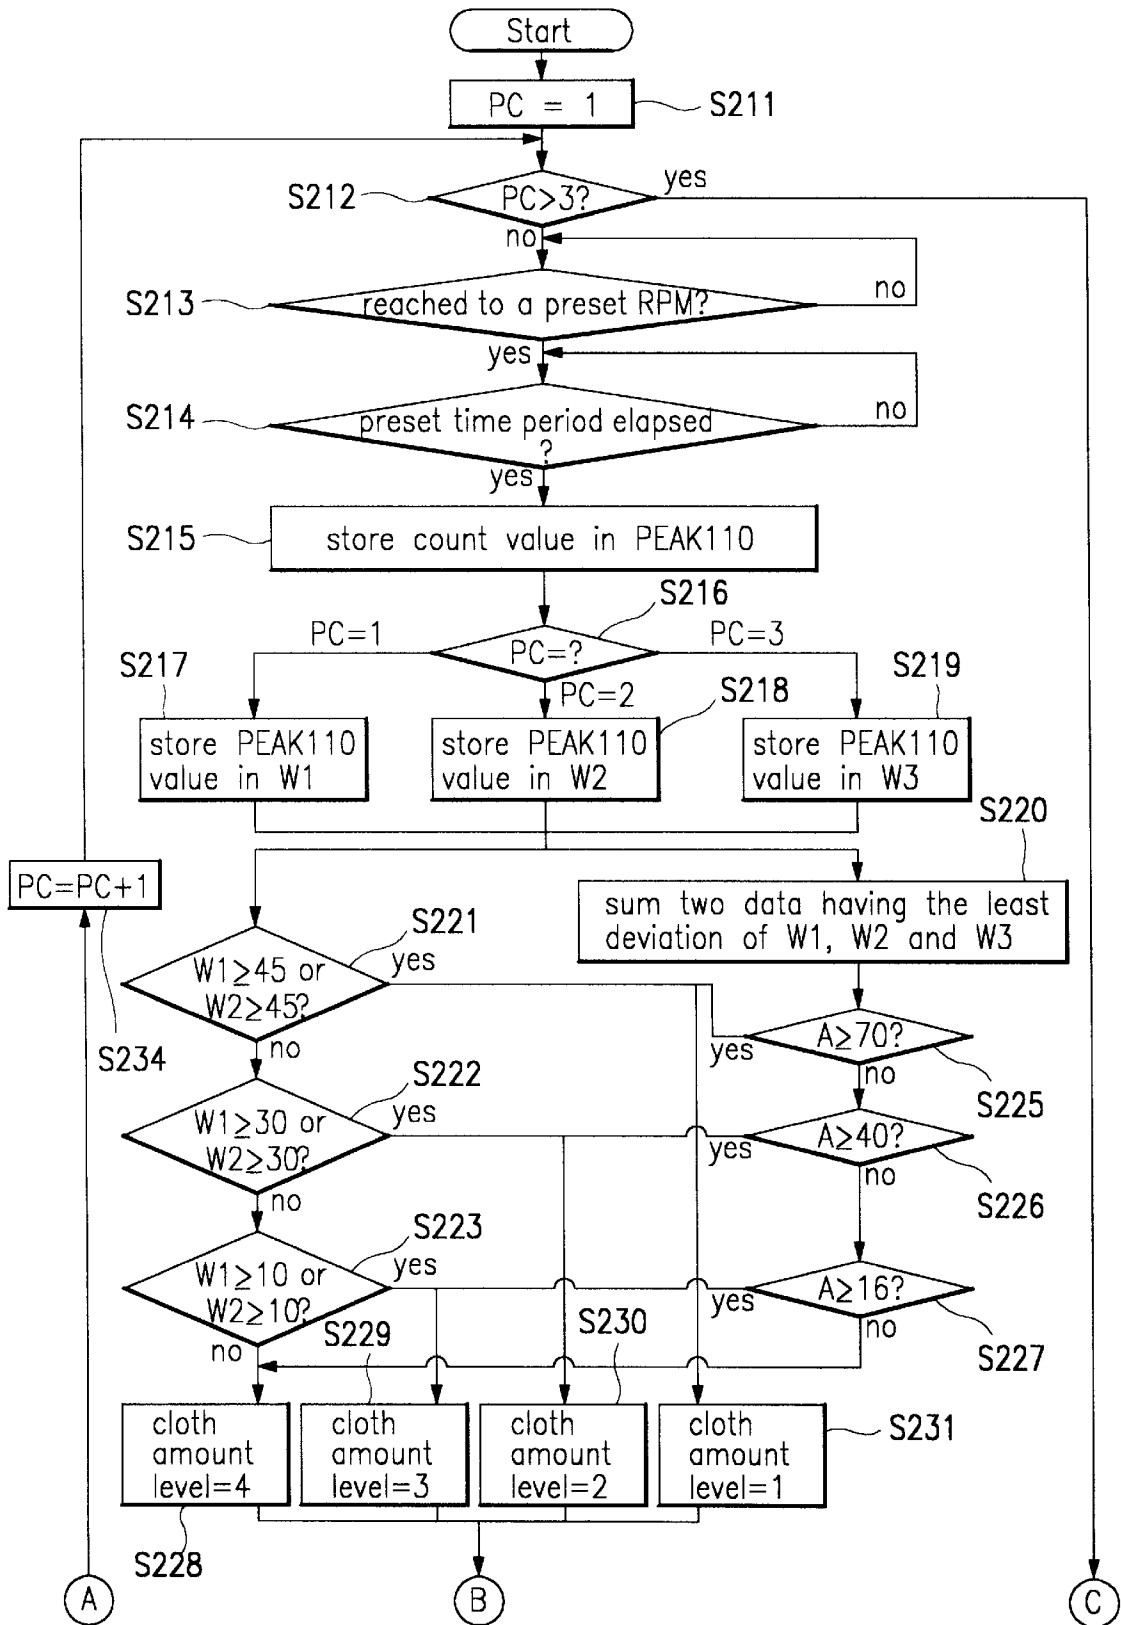 Start
PC = 1
S211
S212
PC>3?
yes
no
S213
reached to a preset RPM?
no
yes
S214
preset time period elapsed
?
no
yes
S215
store count value in PEAK110
S216
PC=1
PC=?
PC=3
PC=2
S217
S218
S219
store PEAK110
value in W1
store PEAK110
value in W2
store PEAK110
value in W3
S220
PC=PC+1
S234
sum two data having the least
deviation of W1, W2 and W3
S221
W1≥45 or
W2≥45?
yes
no
A≥70?
yes
no
S225
S222
W1≥30 or
W2≥30?
yes
no
A≥40?
yes
no
S226
S223
W1≥10 or
W2≥10?
yes
no
A≥16?
yes
no
S227
S229
S230
cloth
amount
level=4
cloth
amount
level=3
cloth
amount
level=2
cloth
amount
level=1
S231
S228
A
B
C